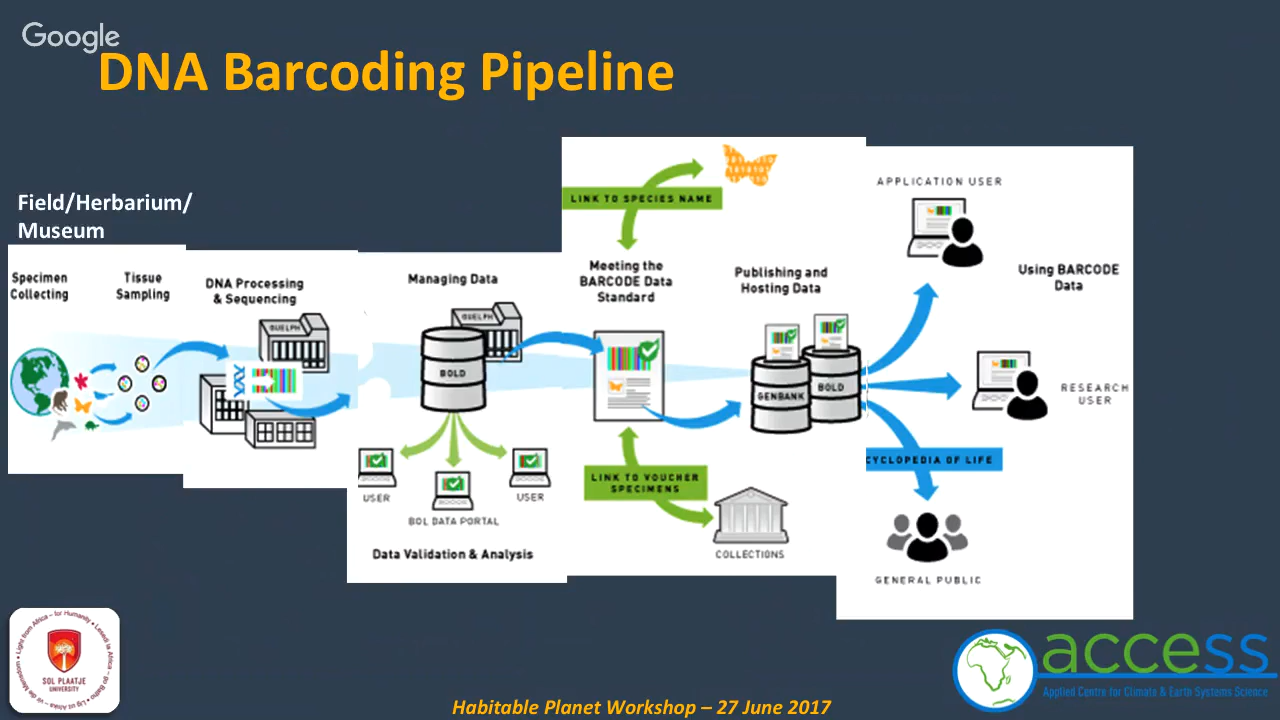 Google
DNA Barcoding Pipeline
Field/Herbarium/
Museum
Specimen
Collecting
Tissue
Sampling
DNA Processing
& Sequencing
GUELPH
Managing Data
GUELPH
BOLD
USER
BOL DATA PORTAL
USER
Data Validation & Analysis
LINK TO SPECIES NAME
Meeting the
BARCODE Data
Standard
LINK TO VOUCHER
SPECIMENS
COLLECTIONS
Publishing and
Hosting Data
GENBANK
BOLD
APPLICATION USER
Using BARCODE
Data
RESEARCH
USER
CYCLOPEDIA OF LIFE
GENERAL PUBLIC
SOL PLAATJE
UNIVERSITY
access
Applied Centre for Climate & Earth Systems Science
Habitable Planet Workshop – 27 June 2017